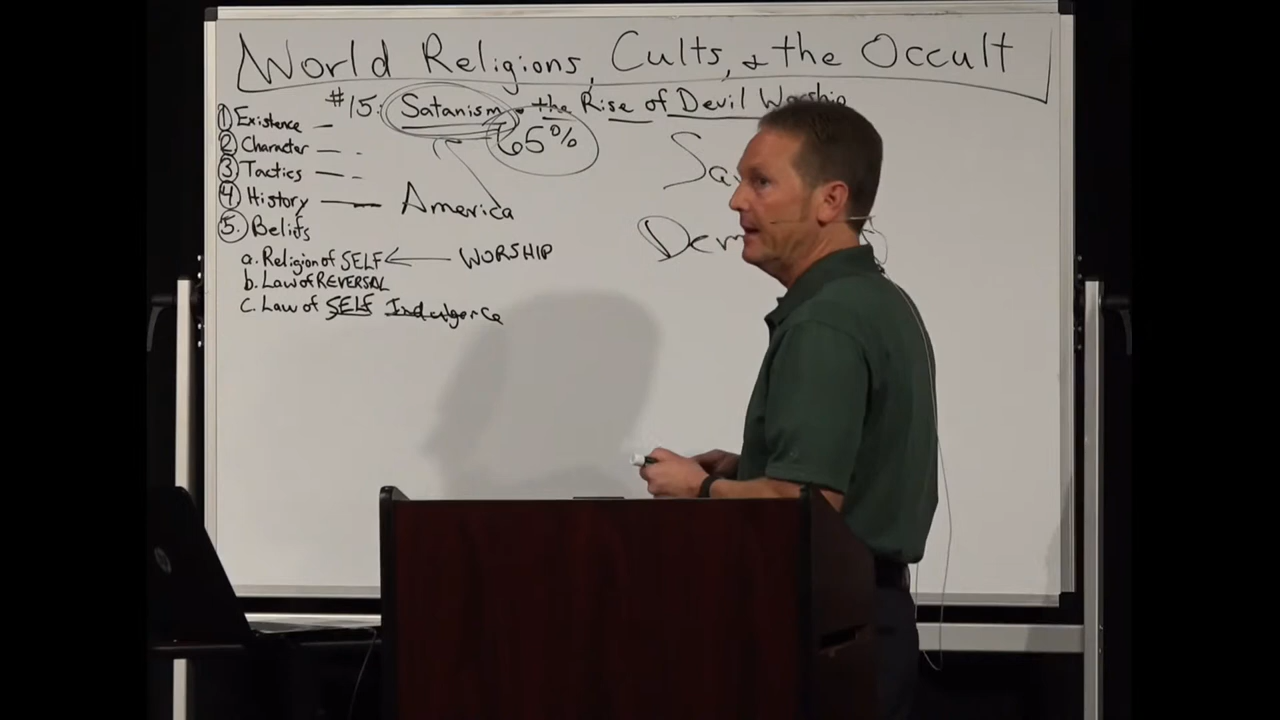 World Religions, Cults, & the Occult
#15: Satanism - the Rise of Devil Worship
65%
① Existence —
② Character — -
③ Tactics — -
④ History — America
⑤. Beliefs
a. Religion of SELF ← WORSHIP
b. Law of REVERSAL
c. Law of SELF Indulgence